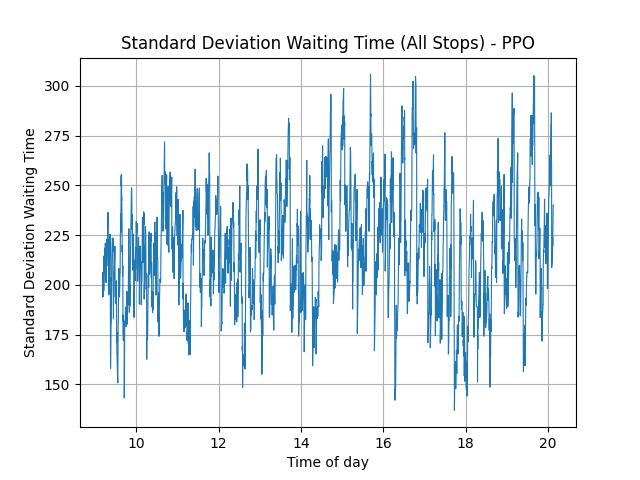 Standard Deviation Waiting Time (All Stops) - PPO
Standard Deviation Waiting Time
300
275
250
225
200
175
150
10 12 14 16 18 20
Time of day